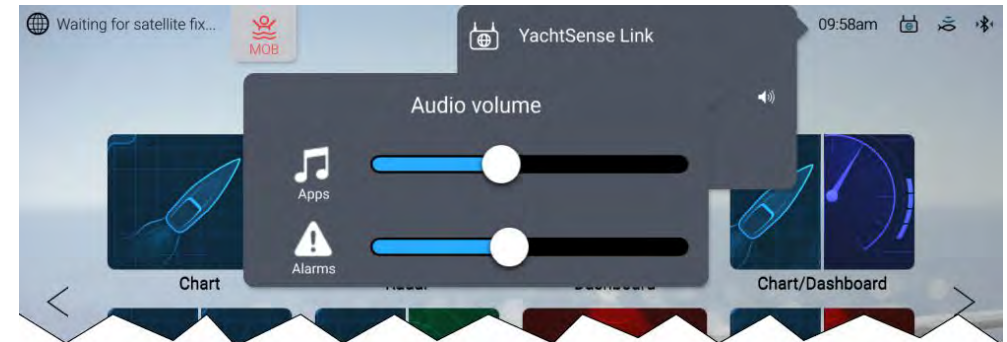 Waiting for satellite fix...
MOB
YachtSense Link
09:58am
Audio volume
Apps
Alarms
Chart
Chart/Dashboard